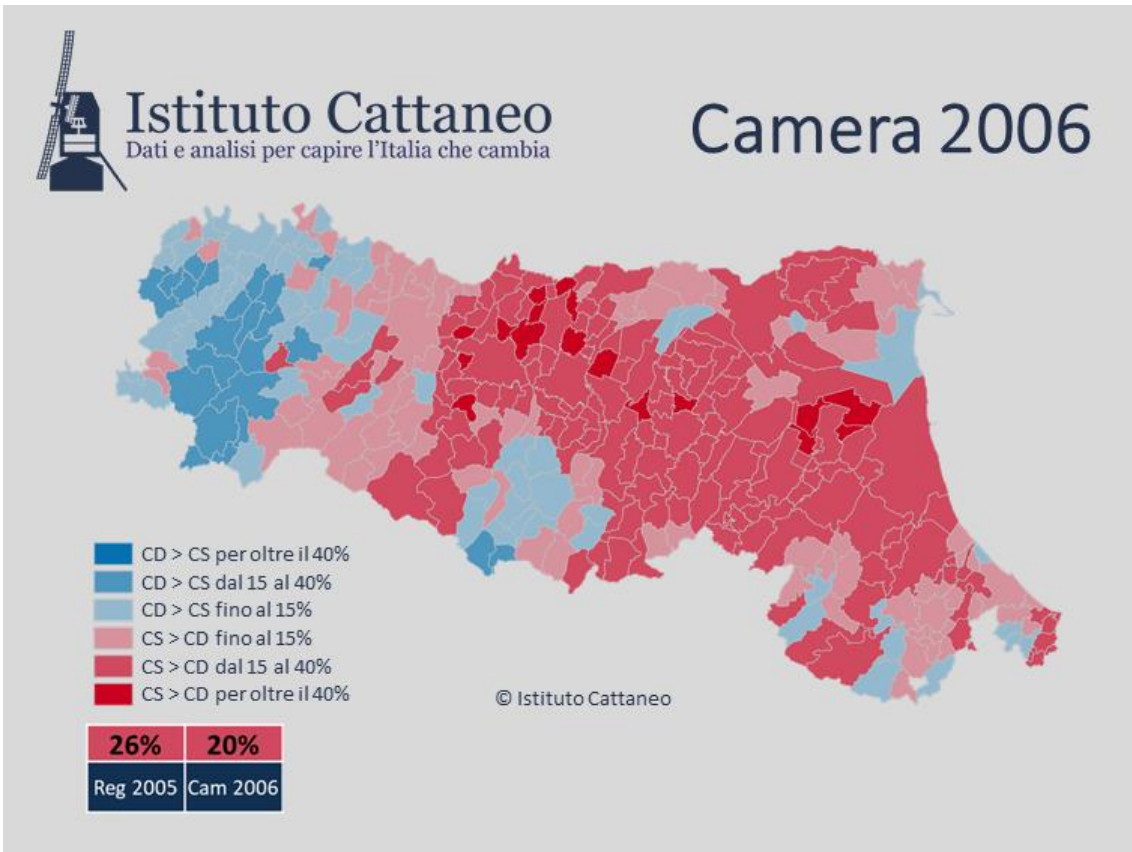 Istituto Cattaneo
Dati e analisi per capire l'Italia che cambia
Camera 2006
CD > CS per oltre il 40%
CD > CS dal 15 al 40%
CD > CS fino al 15%
CS > CD fino al 15%
CS > CD dal 15 al 40%
CS > CD per oltre il 40%
© Istituto Cattaneo
26% 20%
Reg 2005 Cam 2006